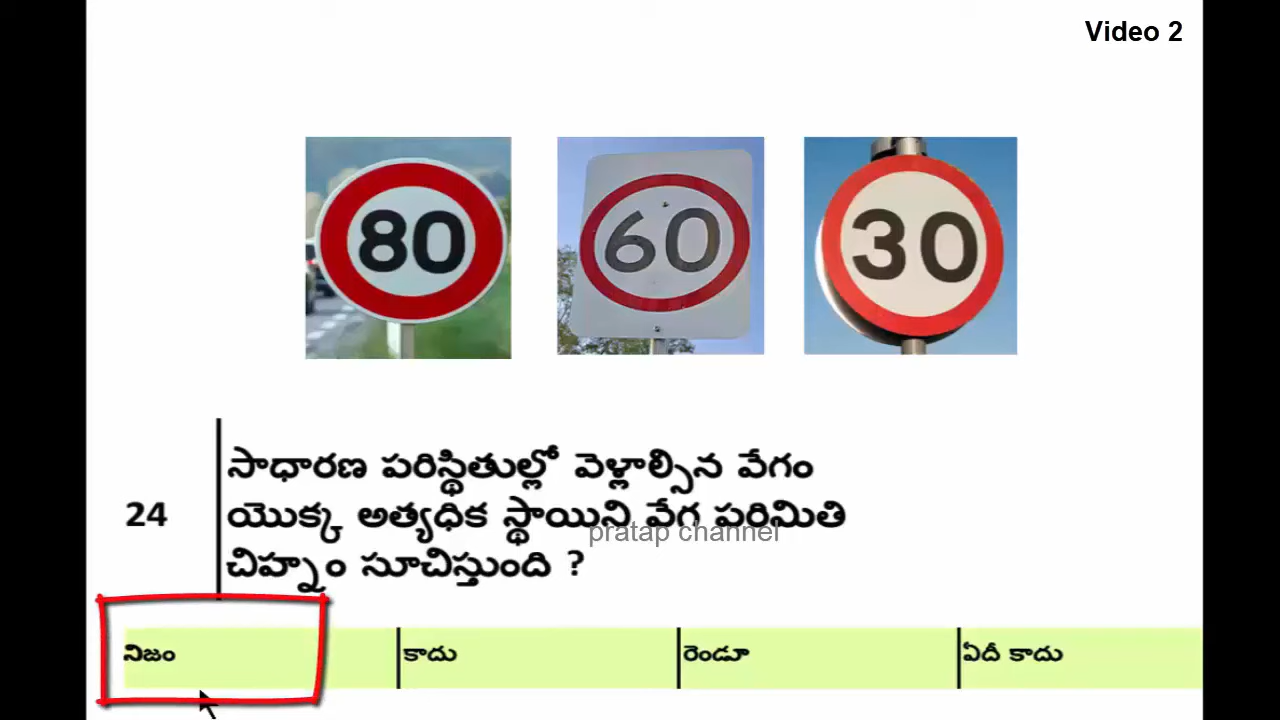 Video 2
80
60
30
24
సాధారణ పరిస్థితుల్లో వెళ్లాల్సిన వేగం
యొక్క అత్యధిక స్థాయిని వేగ పరిమితి
pratap channel
చిహ్నం సూచిస్తుంది ?
నిజం
కాదు
రెండూ
ఏదీ కాదు